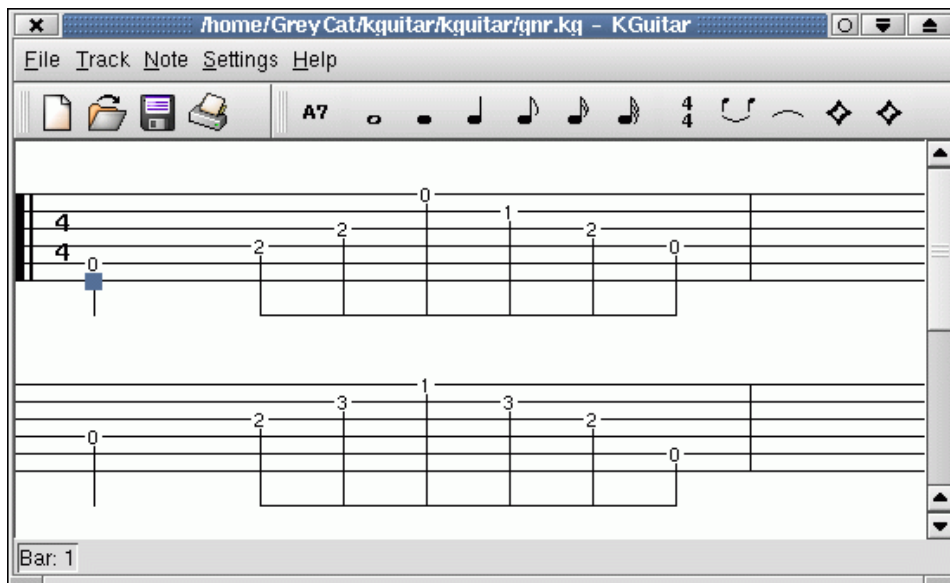 /home/GreyCat/kguitar/kguitar/gnr.kg - KGuitar
File Track Note Settings Help
A7 4
4
0
1
4 2 2
4 2 0
0
1
3 3
2 2
0
0
Bar: 1